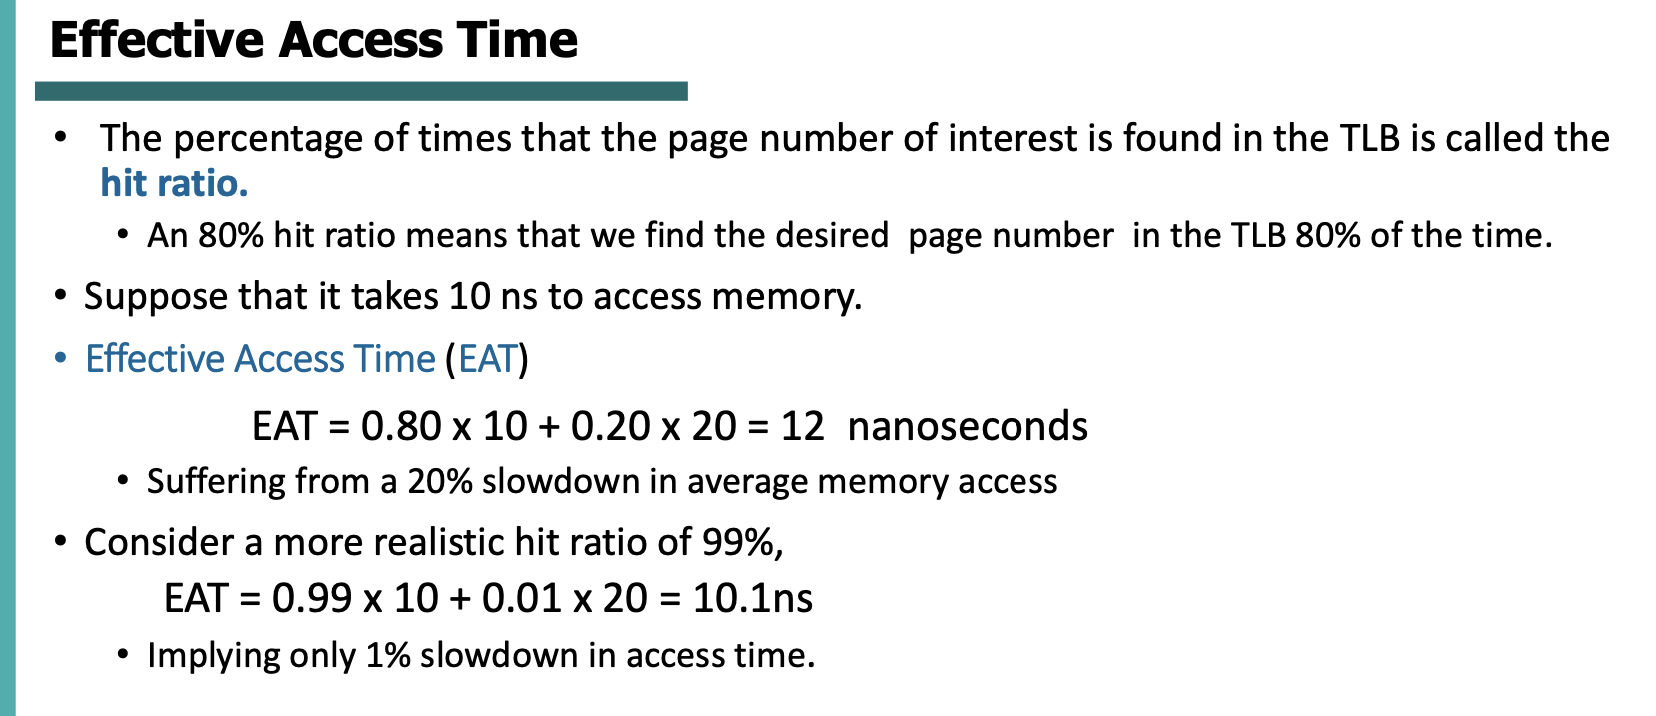 Effective Access Time
• The percentage of times that the page number of interest is found in the TLB is called the
hit ratio.
• An 80% hit ratio means that we find the desired page number in the TLB 80% of the time.
• Suppose that it takes 10 ns to access memory.
• Effective Access Time (EAT)
EAT = 0.80 x 10 + 0.20 x 20 = 12 nanoseconds
• Suffering from a 20% slowdown in average memory access
• Consider a more realistic hit ratio of 99%,
EAT = 0.99 x 10 + 0.01 x 20 = 10.1ns
• Implying only 1% slowdown in access time.